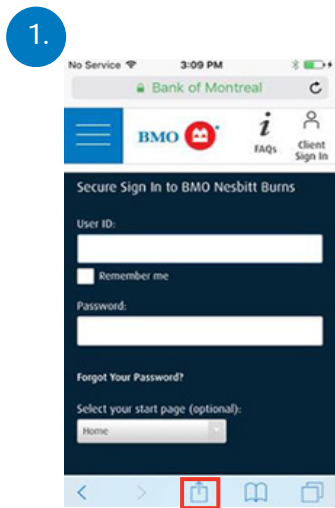 1.
No Service 3:09 PM
Bank of Montreal
BMO
i
FAQs
Client
Sign In
Secure Sign In to BMO Nesbitt Burns
User ID:
Remember me
Password:
Forgot Your Password?
Select your start page (optional):
Home